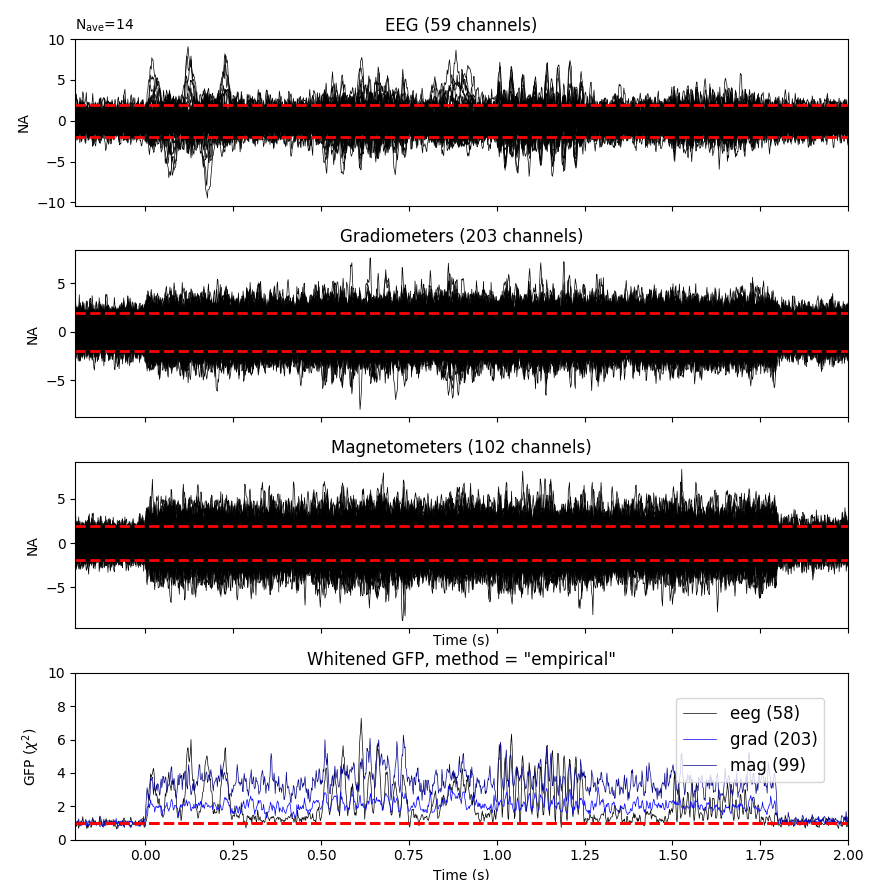 N_ave=14
EEG (59 channels)
10
5
0
−5
−10
NA
Gradiometers (203 channels)
5
0
−5
NA
Magnetometers (102 channels)
5
0
−5
NA
Time (s)
Whitened GFP, method = "empirical"
10
8
6
4
2
0
GFP (χ²)
eeg (58)
grad (203)
mag (99)
0.00 0.25 0.50 0.75 1.00 1.25 1.50 1.75 2.00
Time (s)